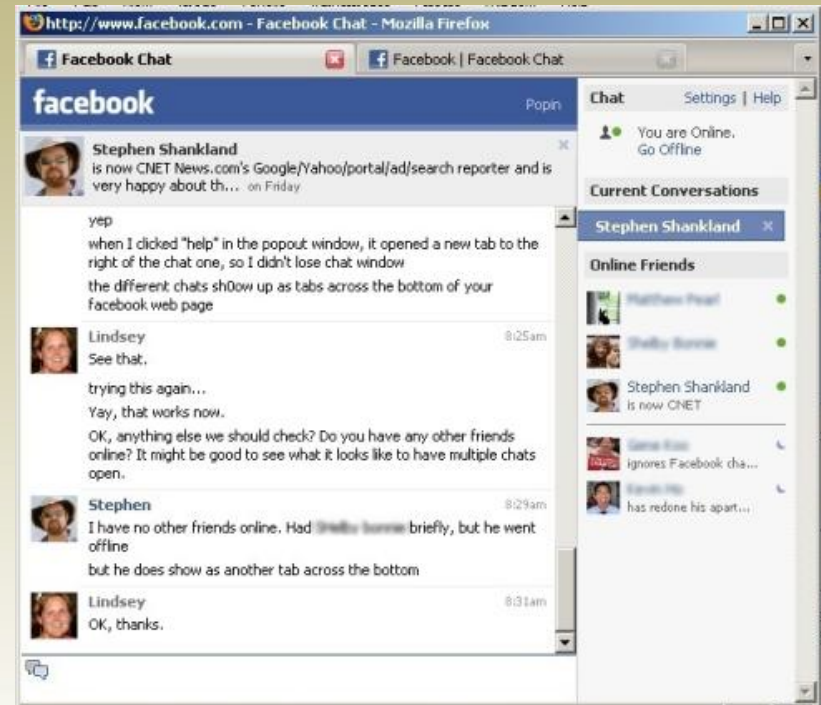 http://www.facebook.com - Facebook Chat - Mozilla Firefox
Facebook Chat
Facebook | Facebook Chat
facebook
Popin
Stephen Shankland
is now CNET News.com's Google/Yahoo/portal/ad/search reporter and is
very happy about th... on Friday
yep
when I clicked "help" in the popout window, it opened a new tab to the
right of the chat one, so I didn't lose chat window
the different chats sh0ow up as tabs across the bottom of your
facebook web page
Lindsey
8:25am
See that.
trying this again...
Yay, that works now.
OK, anything else we should check? Do you have any other friends
online? It might be good to see what it looks like to have multiple chats
open.
Stephen
8:29am
I have no other friends online. Had briefly, but he went
offline
but he does show as another tab across the bottom
Lindsey
8:31am
OK, thanks.
Chat
Settings | Help
You are Online.
Go Offline
Current Conversations
Stephen Shankland
Online Friends
Stephen Shankland
is now CNET
ignores Facebook cha...
has redone his apart...